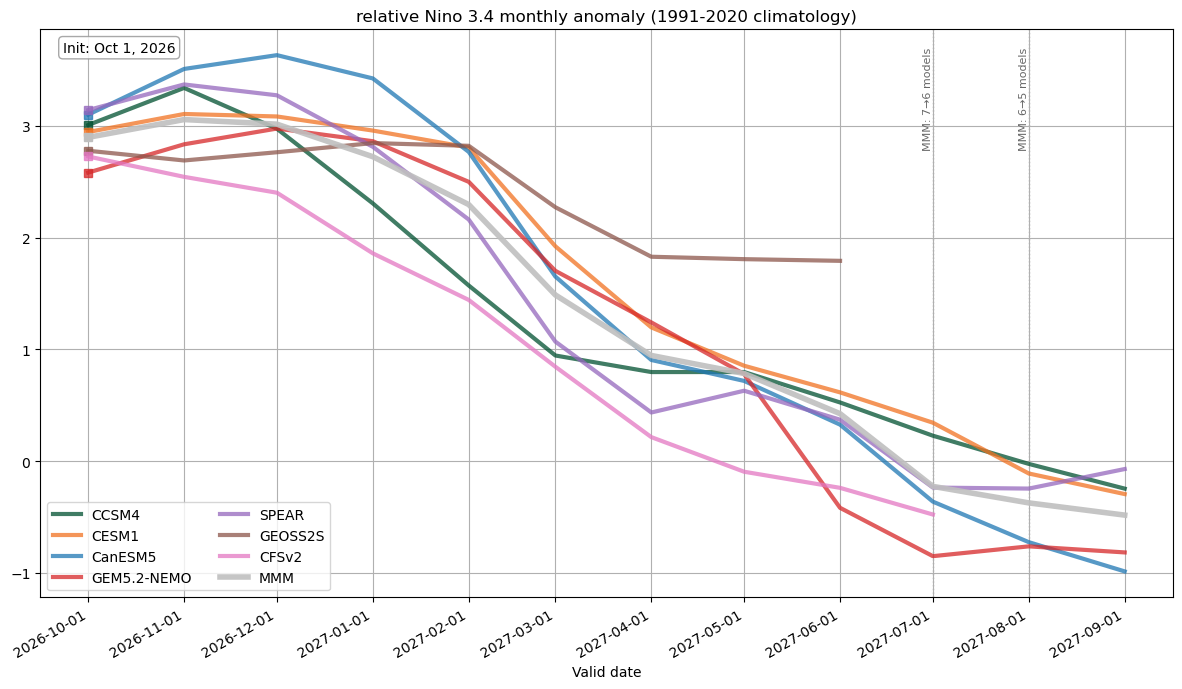 relative Nino 3.4 monthly anomaly (1991-2020 climatology)
Init: Oct 1, 2026
MMM: 7→6 models
MMM: 6→5 models
3
2
1
0
−1
CCSM4
CESM1
CanESM5
GEM5.2-NEMO
SPEAR
GEOSS2S
CFSv2
MMM
2026-10-01
2026-11-01
2026-12-01
2027-01-01
2027-02-01
2027-03-01
2027-04-01
2027-05-01
2027-06-01
2027-07-01
2027-08-01
2027-09-01
Valid date